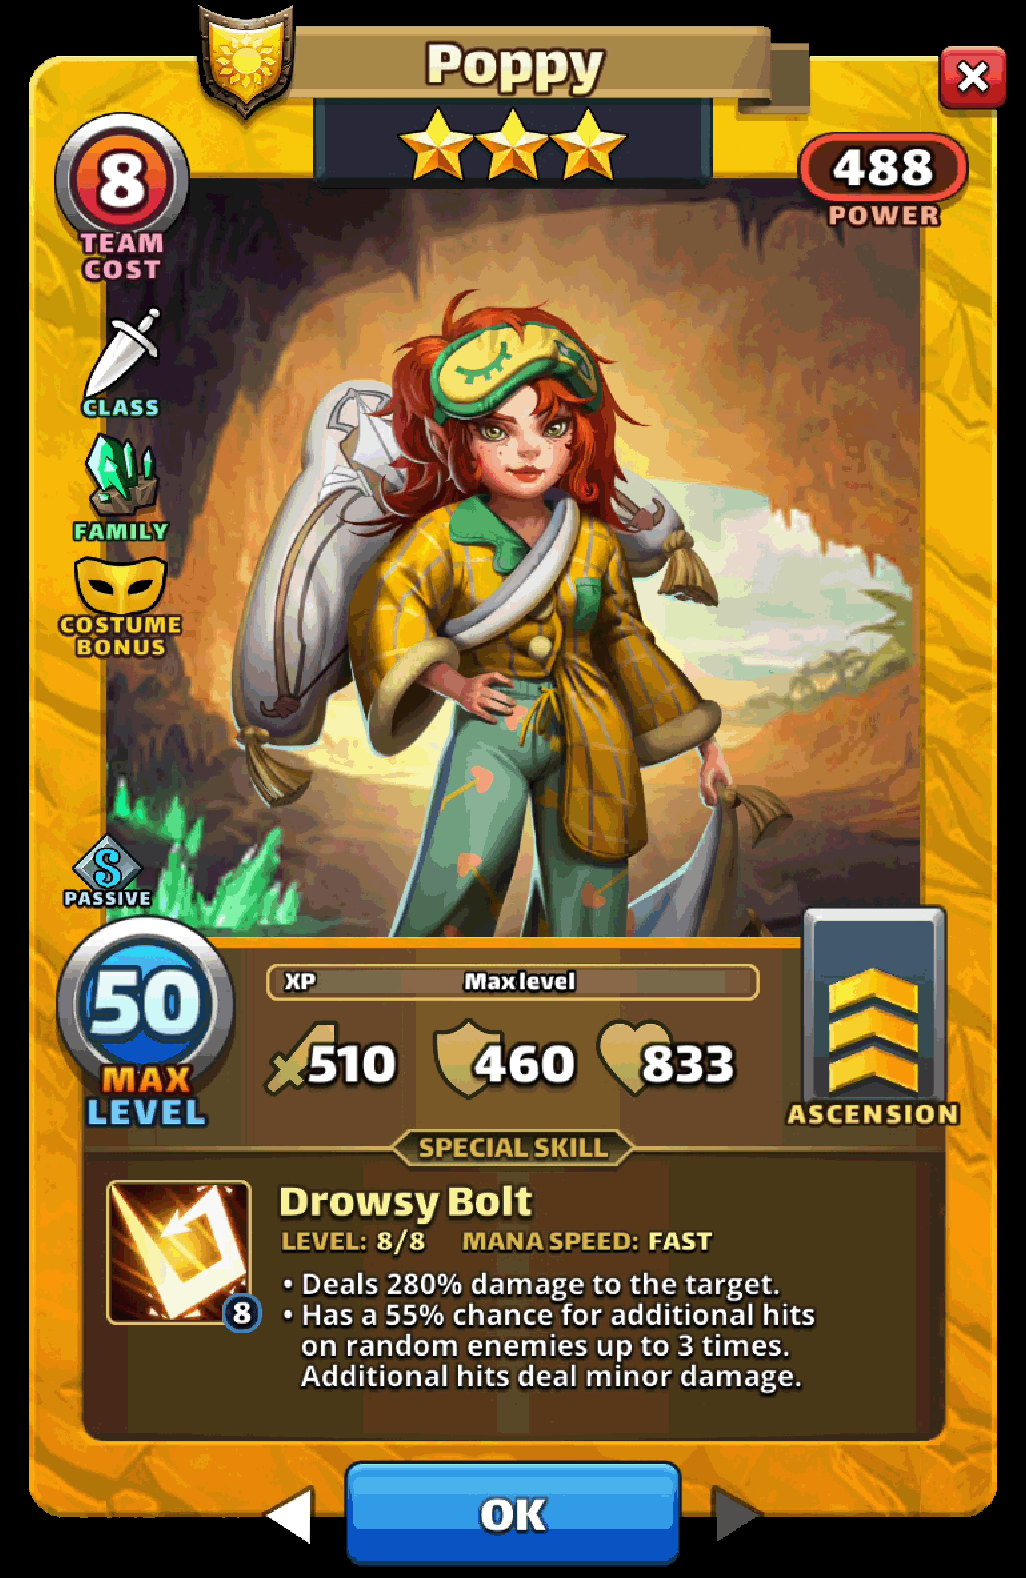 Poppy
8
TEAM
COST
488
POWER
CLASS
FAMILY
COSTUME
BONUS
S
PASSIVE
50
MAX
LEVEL
XP Max level
510 460 833
ASCENSION
SPECIAL SKILL
Drowsy Bolt
LEVEL: 8/8 MANA SPEED: FAST
8
• Deals 280% damage to the target.
• Has a 55% chance for additional hits
on random enemies up to 3 times.
Additional hits deal minor damage.
OK